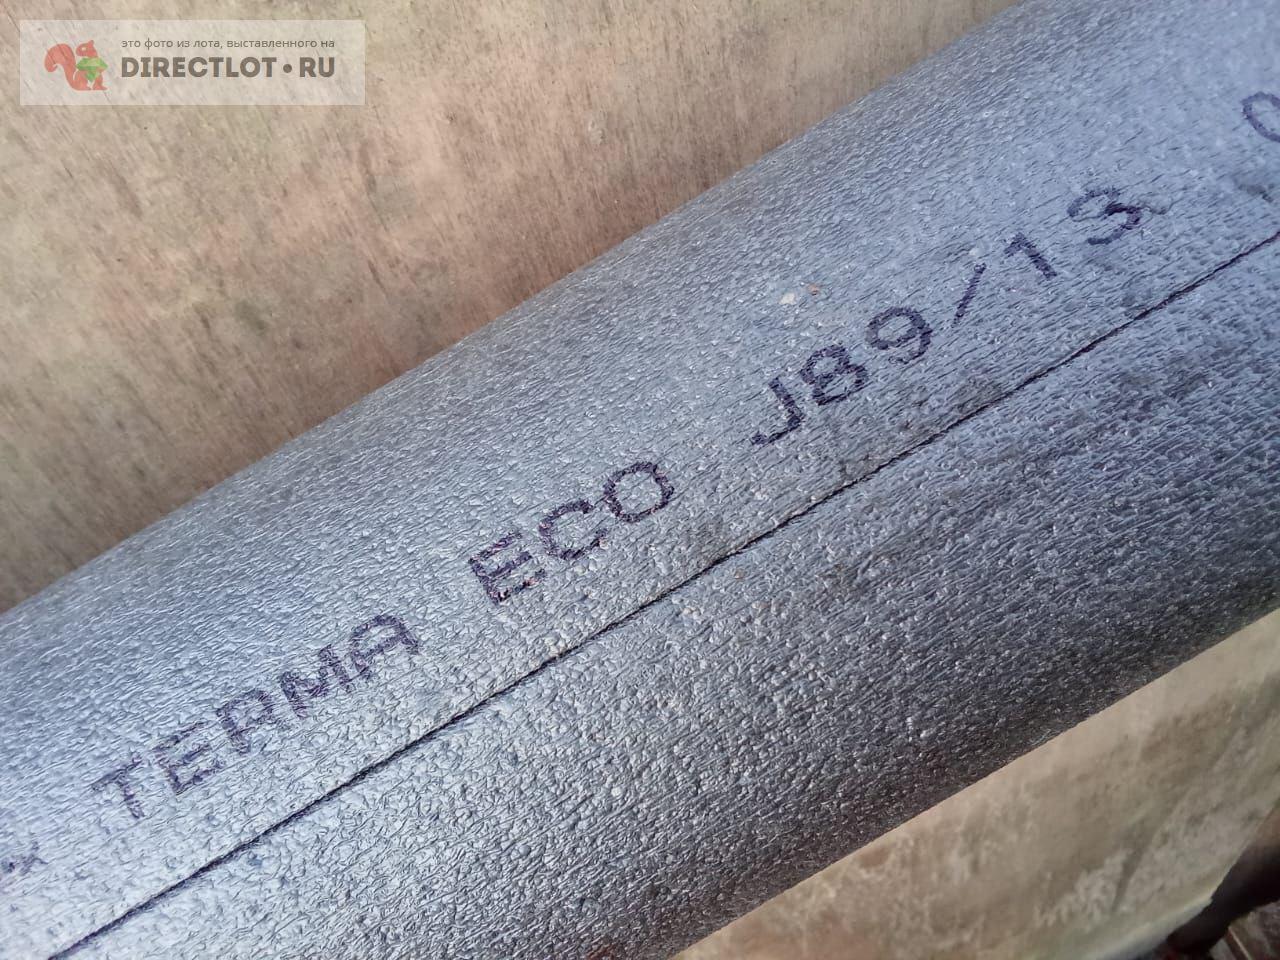 это фото из лота, выставленного на
DIRECTLOT.RU
TERMA ECO J89/13